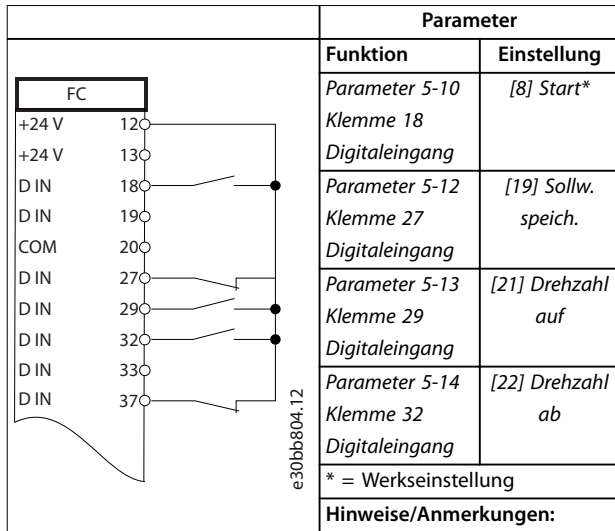 Parameter
Funktion Einstellung
Parameter 5-10 [8] Start*
Klemme 18
Digitaleingang
Parameter 5-12 [19] Sollw.
Klemme 27 speich.
Digitaleingang
Parameter 5-13 [21] Drehzahl
Klemme 29 auf
Digitaleingang
Parameter 5-14 [22] Drehzahl
Klemme 32 ab
Digitaleingang
* = Werkseinstellung
Hinweise/Anmerkungen:
FC
+24 V 12
+24 V 13
D IN 18
D IN 19
COM 20
D IN 27
D IN 29
D IN 32
D IN 33
D IN 37
e30bb804.12